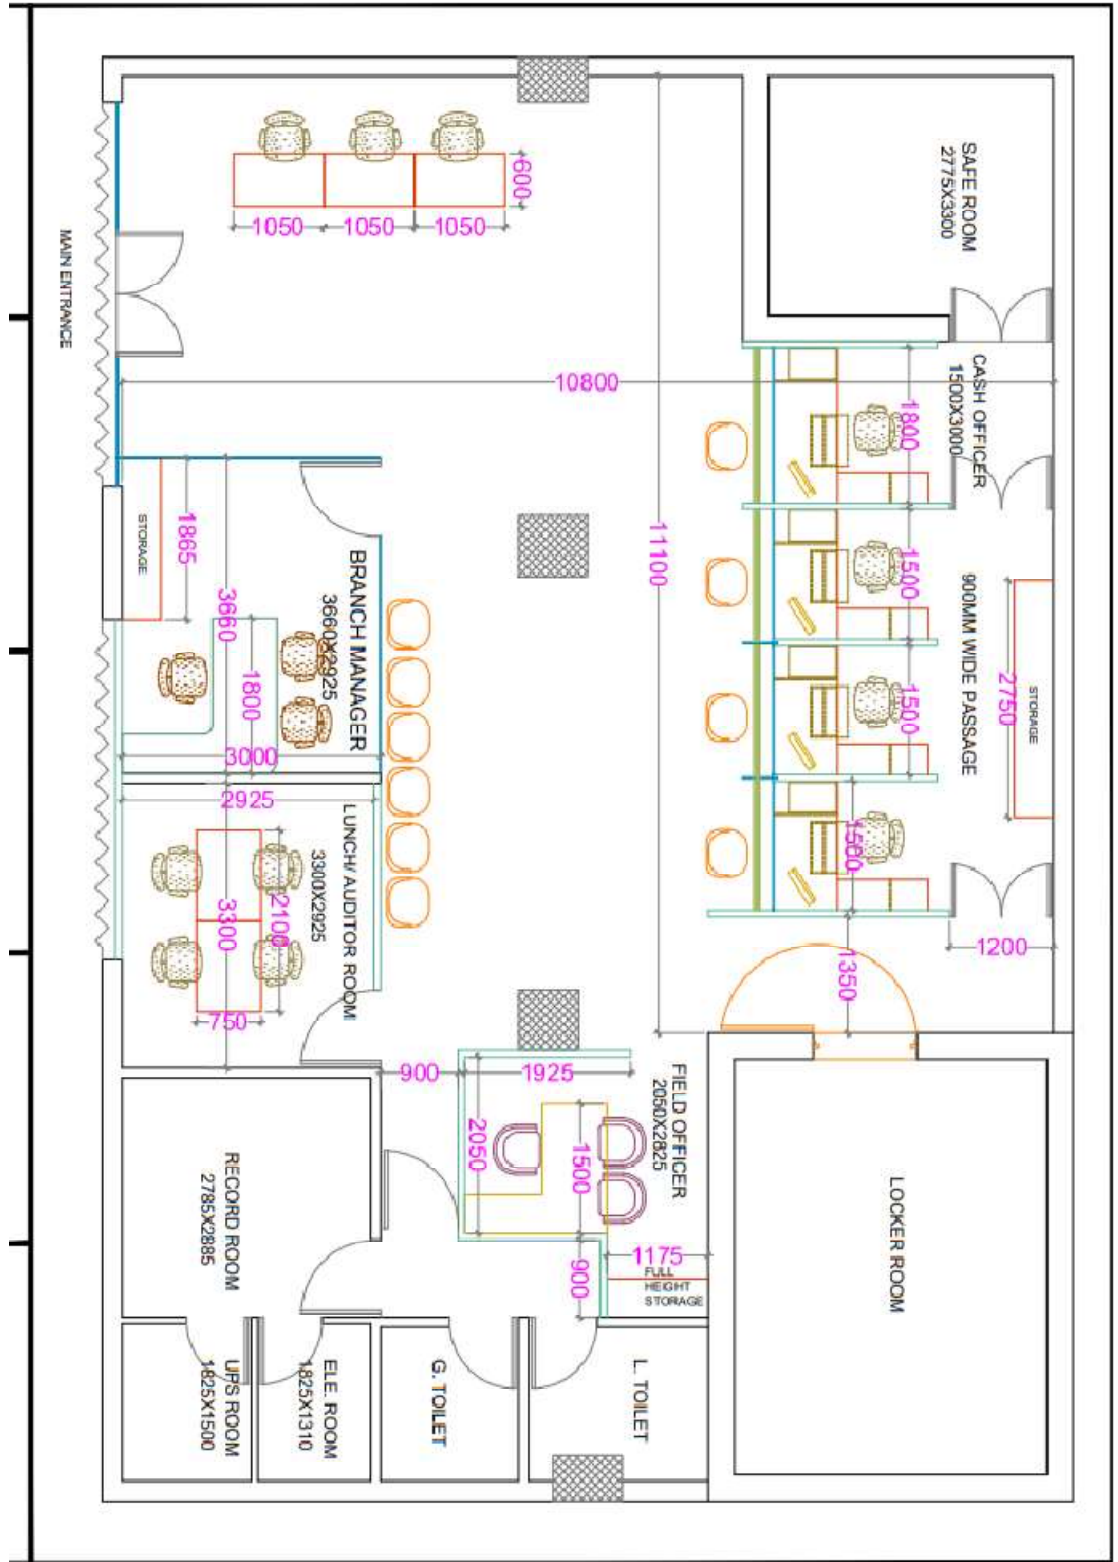 SAFE ROOM
2775X3300
600
1050
1050
1050
MAIN ENTRANCE
10800
CASH OFFICER
1500X3000
1800
11100
STORAGE
1865
3660
BRANCH MANAGER
3660X2925
1800
3000
1500
1500
1500
900MM WIDE PASSAGE
2750
STORAGE
2925
LUNCH/ AUDITOR ROOM
3300X2925
3300
2100
750
1200
1350
900
1925
FIELD OFFICER
2050X2825
2050
1500
1175
900
FULL
HEIGHT
STORAGE
LOCKER ROOM
RECORD ROOM
2785X2885
UPS ROOM
1825X1500
ELE. ROOM
1825X1310
G. TOILET
L. TOILET